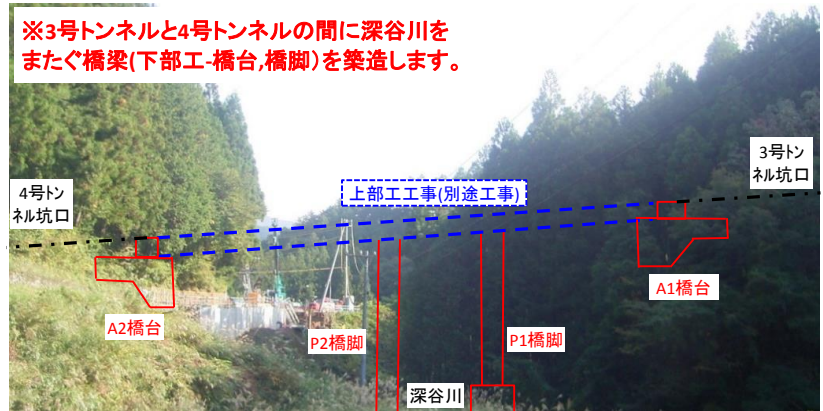 ※3号トンネルと4号トンネルの間に深谷川を
またぐ橋梁(下部工-橋台,橋脚）を築造します。
3号トン
ネル坑口
4号トン
ネル坑口
上部工工事(別途工事)
A1橋台
A2橋台
P2橋脚
P1橋脚
深谷川